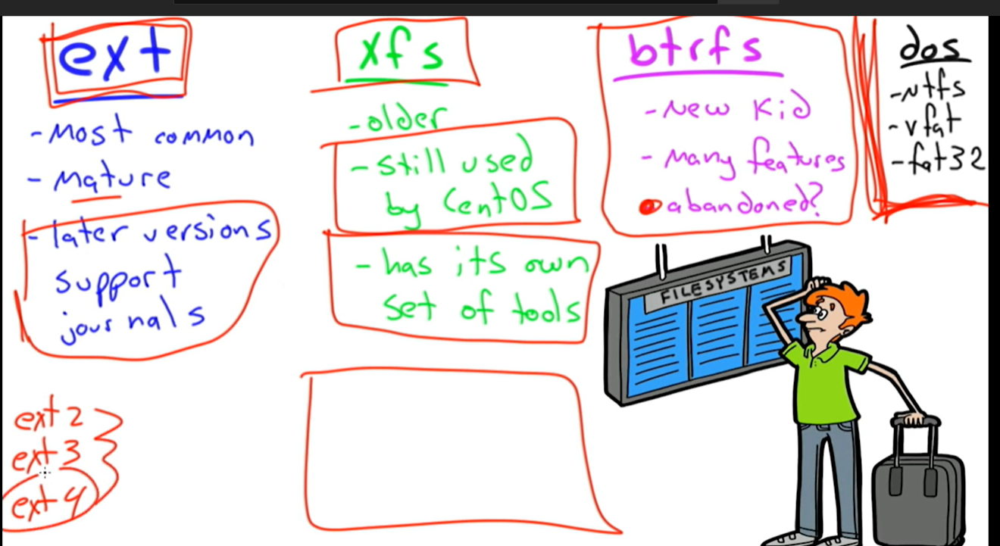 ext
- Most common
- Mature
- later versions
support
journals
ext2
ext3
ext4
xfs
- older
- still used
by CentOS
- has its own
set of tools
btrfs
- New Kid
- Many features
abandoned?
dos
- Ntfs
- vfat
- fat32
FILESYSTEMS